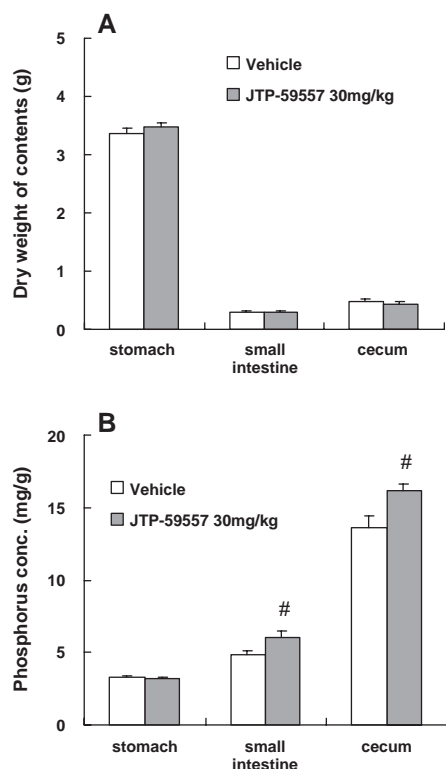 A
5
4
3
2
1
0
Dry weight of contents (g)
Vehicle
JTP-59557 30mg/kg
stomach
small
intestine
cecum
B
20
15
10
5
0
Phosphorus conc. (mg/g)
Vehicle
JTP-59557 30mg/kg
#
#
stomach
small
intestine
cecum